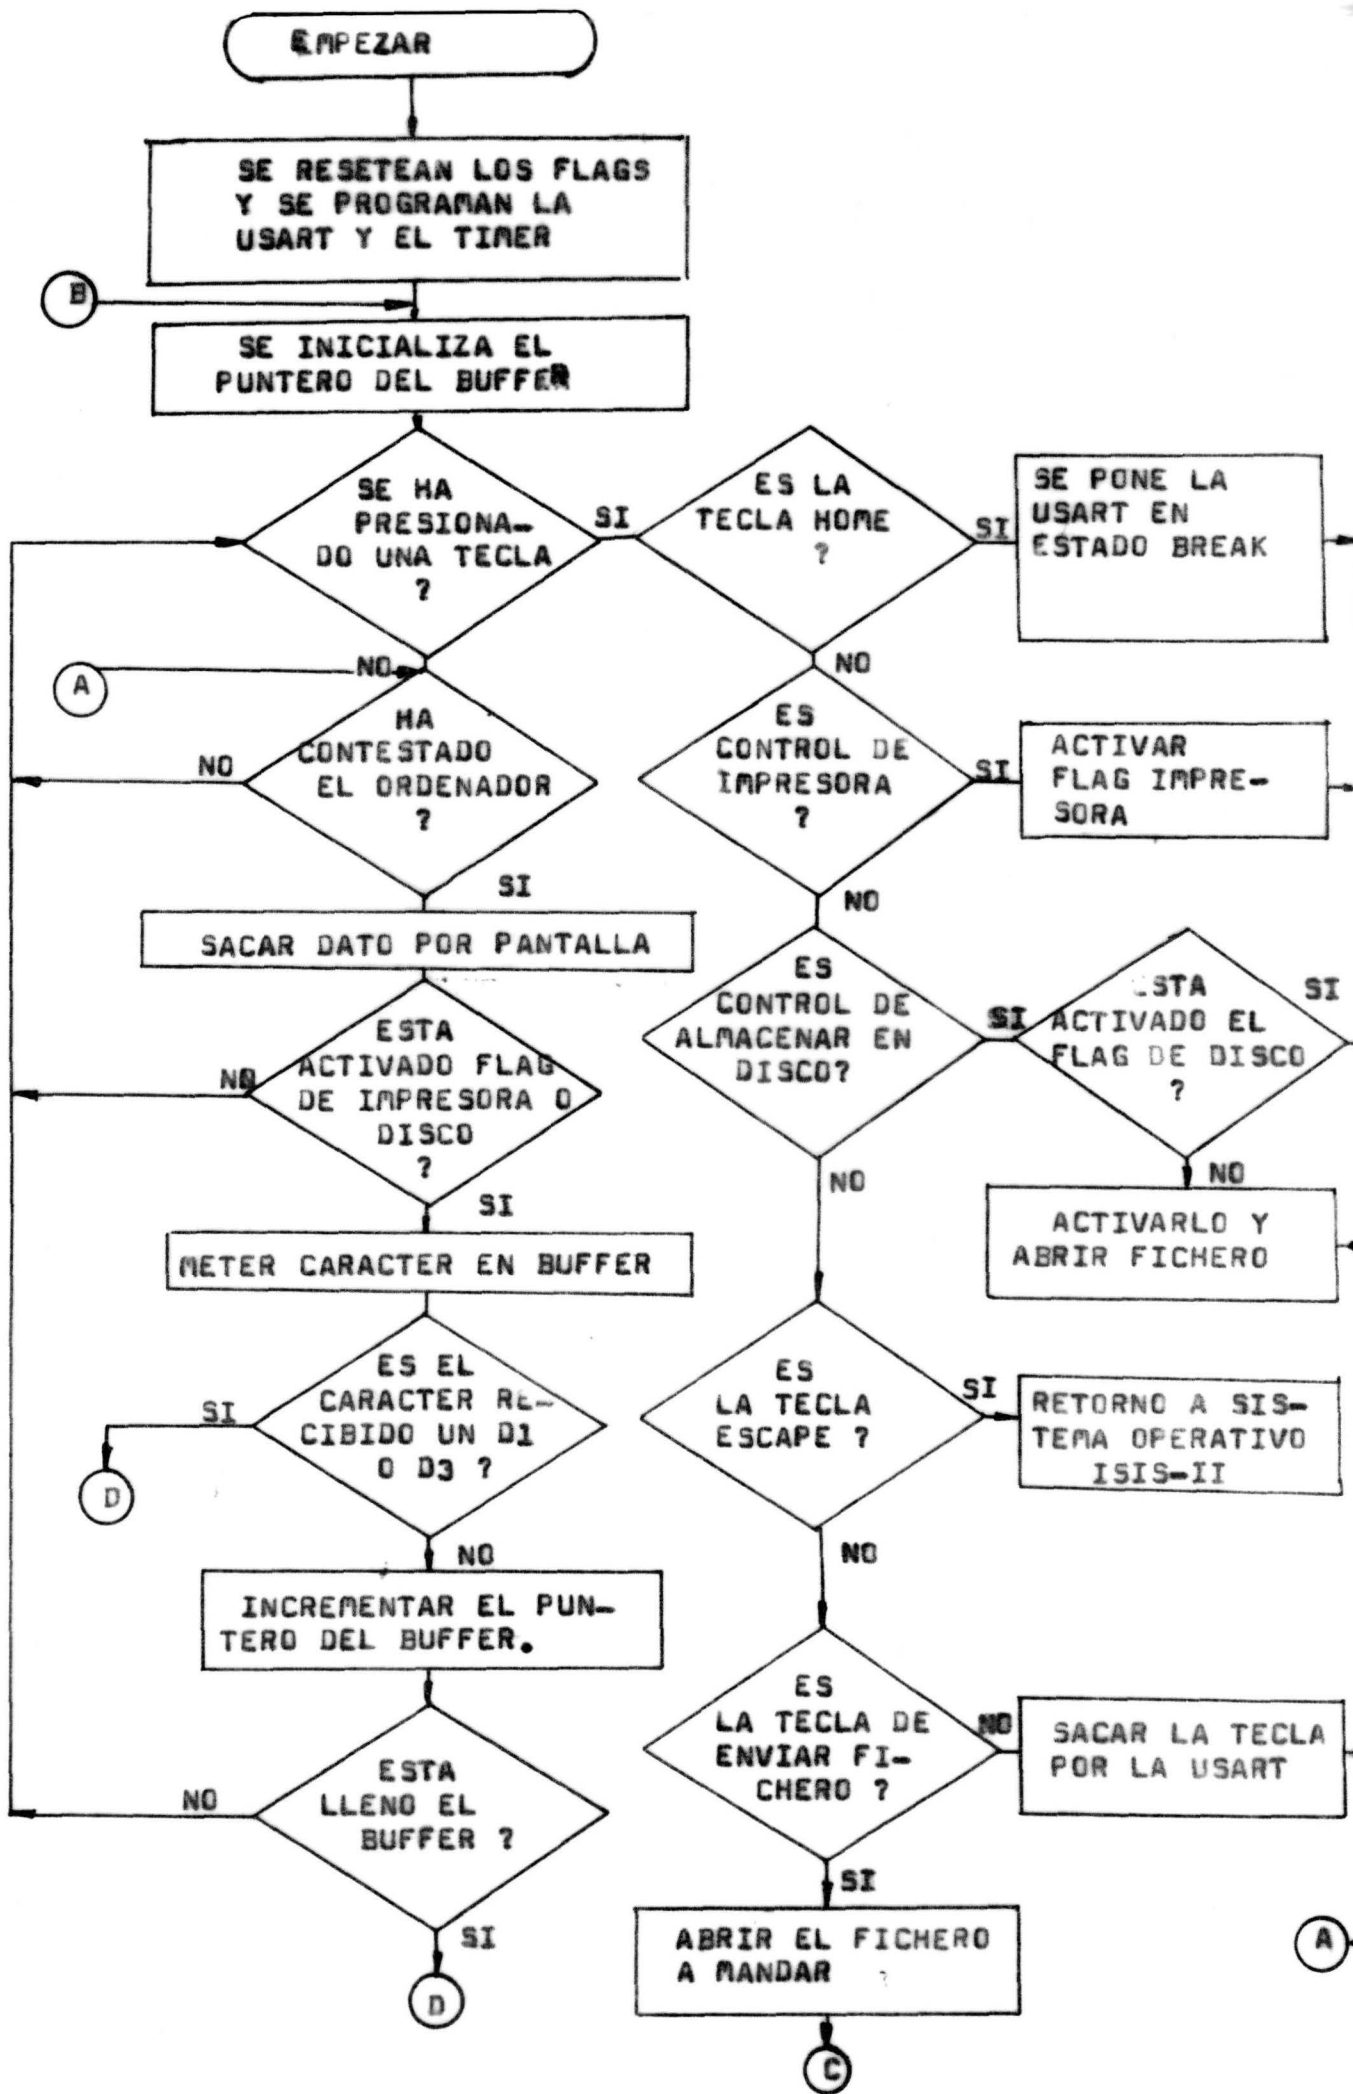 EMPEZAR
SE RESETEAN LOS FLAGS
Y SE PROGRAMAN LA
USART Y EL TIMER
B
SE INICIALIZA EL
PUNTERO DEL BUFFER
SE HA
PRESIONA-
DO UNA TECLA
?
SI
ES LA
TECLA HOME
?
SI
SE PONE LA
USART EN
ESTADO BREAK
NO
A
NO
HA
CONTESTADO
EL ORDENADOR
?
NO
ES
CONTROL DE
IMPRESORA
?
SI
ACTIVAR
FLAG IMPRE-
SORA
SI
NO
SACAR DATO POR PANTALLA
ES
CONTROL DE
ALMACENAR EN
DISCO?
SI
ESTA
ACTIVADO EL
FLAG DE DISCO
?
SI
ESTA
ACTIVADO FLAG
DE IMPRESORA O
DISCO
?
NO
SI
NO
NO
ACTIVARLO Y
ABRIR FICHERO
METER CARACTER EN BUFFER
ES EL
CARACTER RE-
CIBIDO UN D1
O D3 ?
SI
D
ES
LA TECLA
ESCAPE ?
SI
RETORNO A SIS-
TEMA OPERATIVO
ISIS-II
NO
NO
INCREMENTAR EL PUN-
TERO DEL BUFFER.
ES
LA TECLA DE
ENVIAR FI-
CHERO ?
NO
SACAR LA TECLA
POR LA USART
ESTA
LLENO EL
BUFFER ?
NO
SI
SI
D
ABRIR EL FICHERO
A MANDAR
A
C